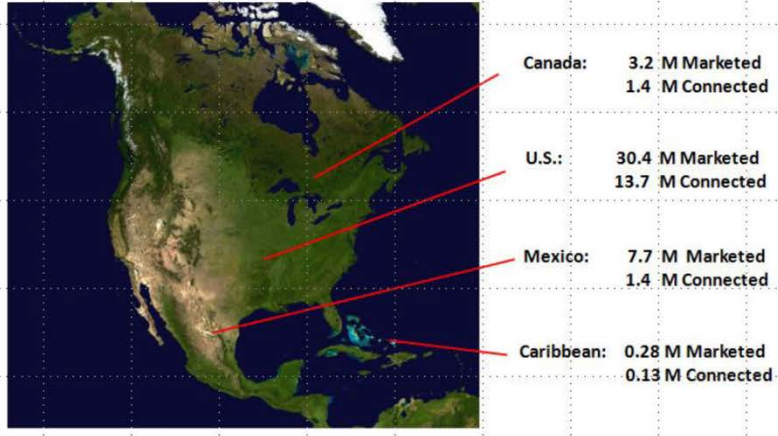 Canada: 3.2 M Marketed
1.4 M Connected
U.S.: 30.4 M Marketed
13.7 M Connected
Mexico: 7.7 M Marketed
1.4 M Connected
Caribbean: 0.28 M Marketed
0.13 M Connected